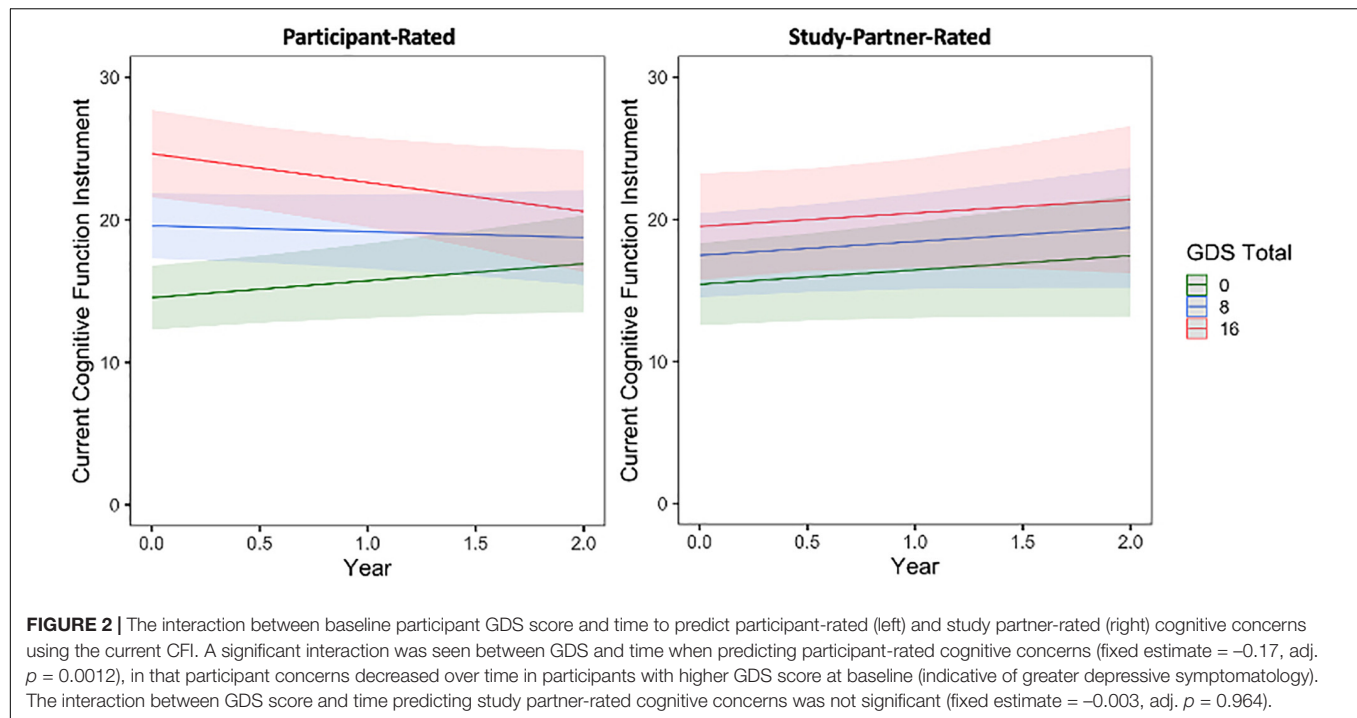 Participant-Rated
Study-Partner-Rated
Current Cognitive Function Instrument
30
20
10
0
0.0 0.5 1.0 1.5 2.0
Year
Current Cognitive Function Instrument
30
20
10
0
0.0 0.5 1.0 1.5 2.0
Year
GDS Total
0
8
16
FIGURE 2 | The interaction between baseline participant GDS score and time to predict participant-rated (left) and study partner-rated (right) cognitive concerns
using the current CFI. A significant interaction was seen between GDS and time when predicting participant-rated cognitive concerns (fixed estimate = –0.17, adj.
p = 0.0012), in that participant concerns decreased over time in participants with higher GDS score at baseline (indicative of greater depressive symptomatology).
The interaction between GDS score and time predicting study partner-rated cognitive concerns was not significant (fixed estimate = –0.003, adj. p = 0.964).